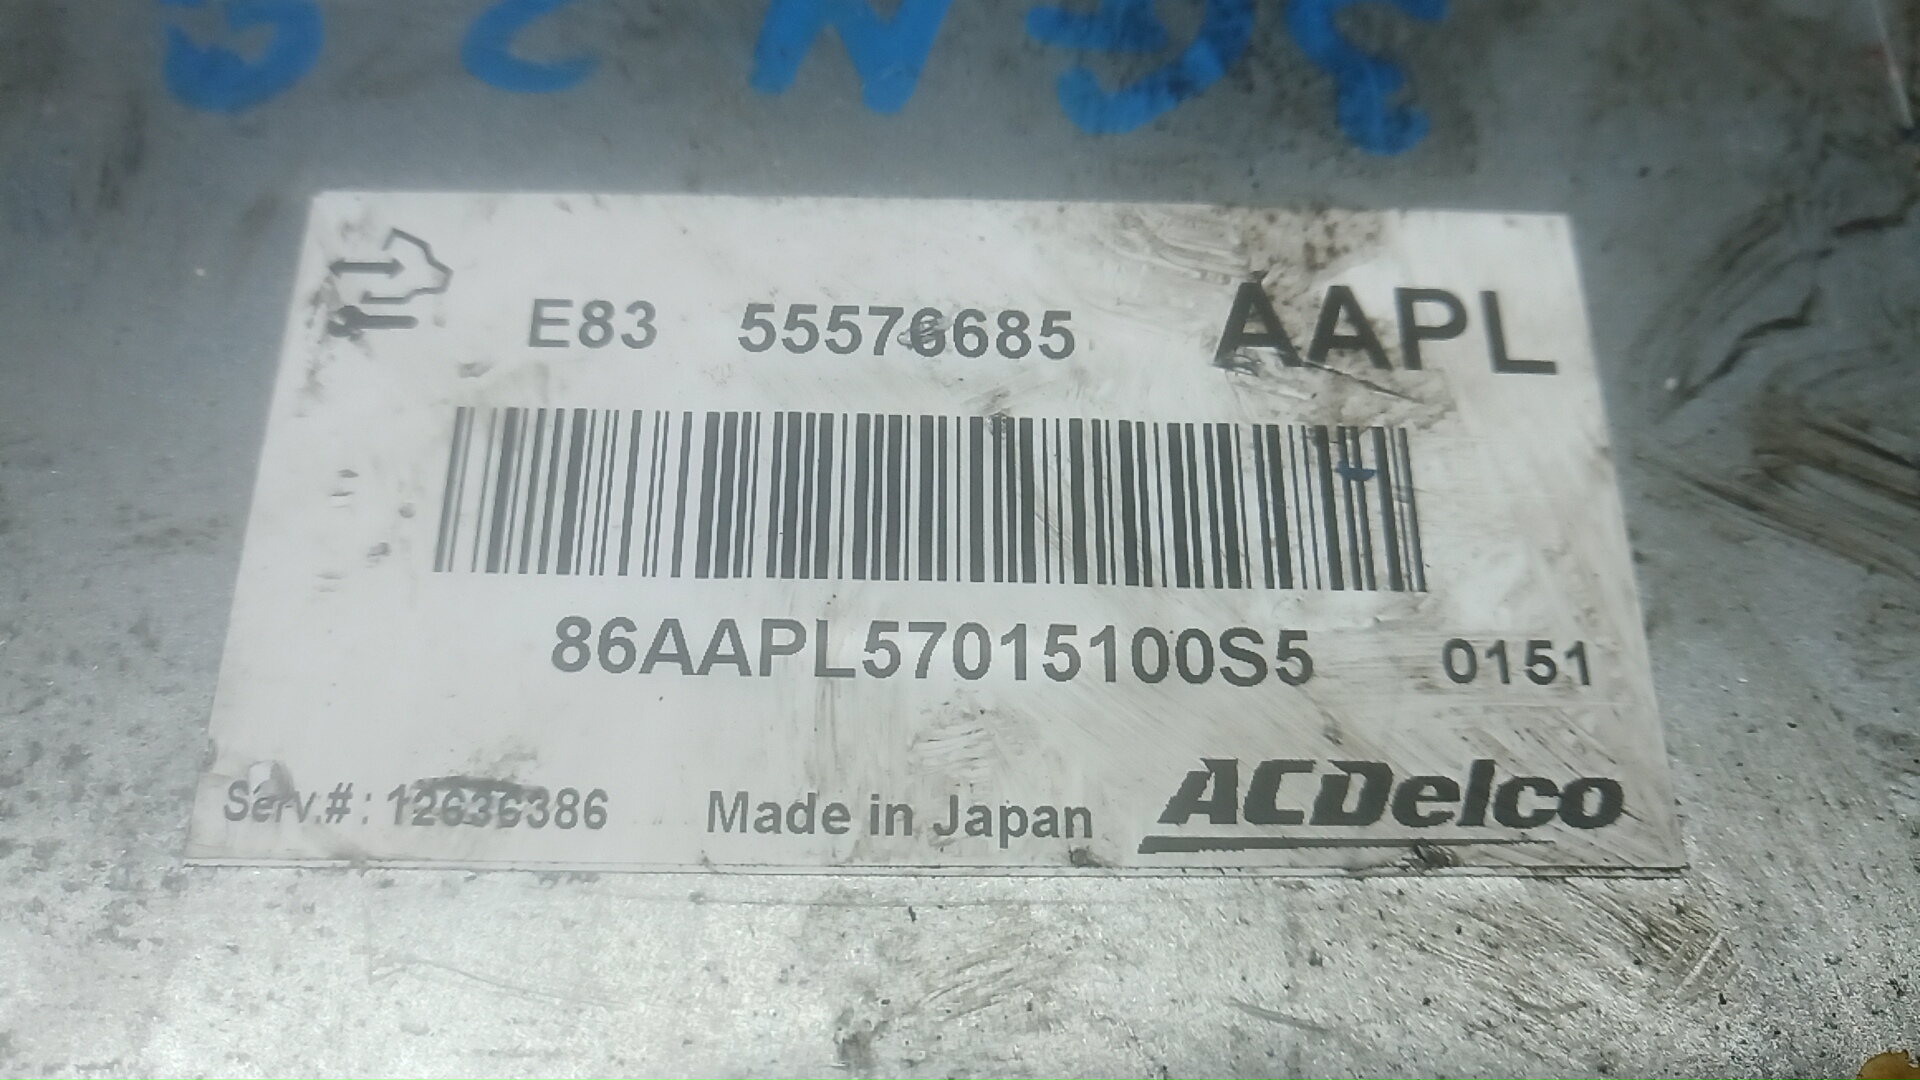 E83 55576685 AAPL
86AAPL57015100S5 0151
Serv.#: 12636386 Made in Japan ACDelco